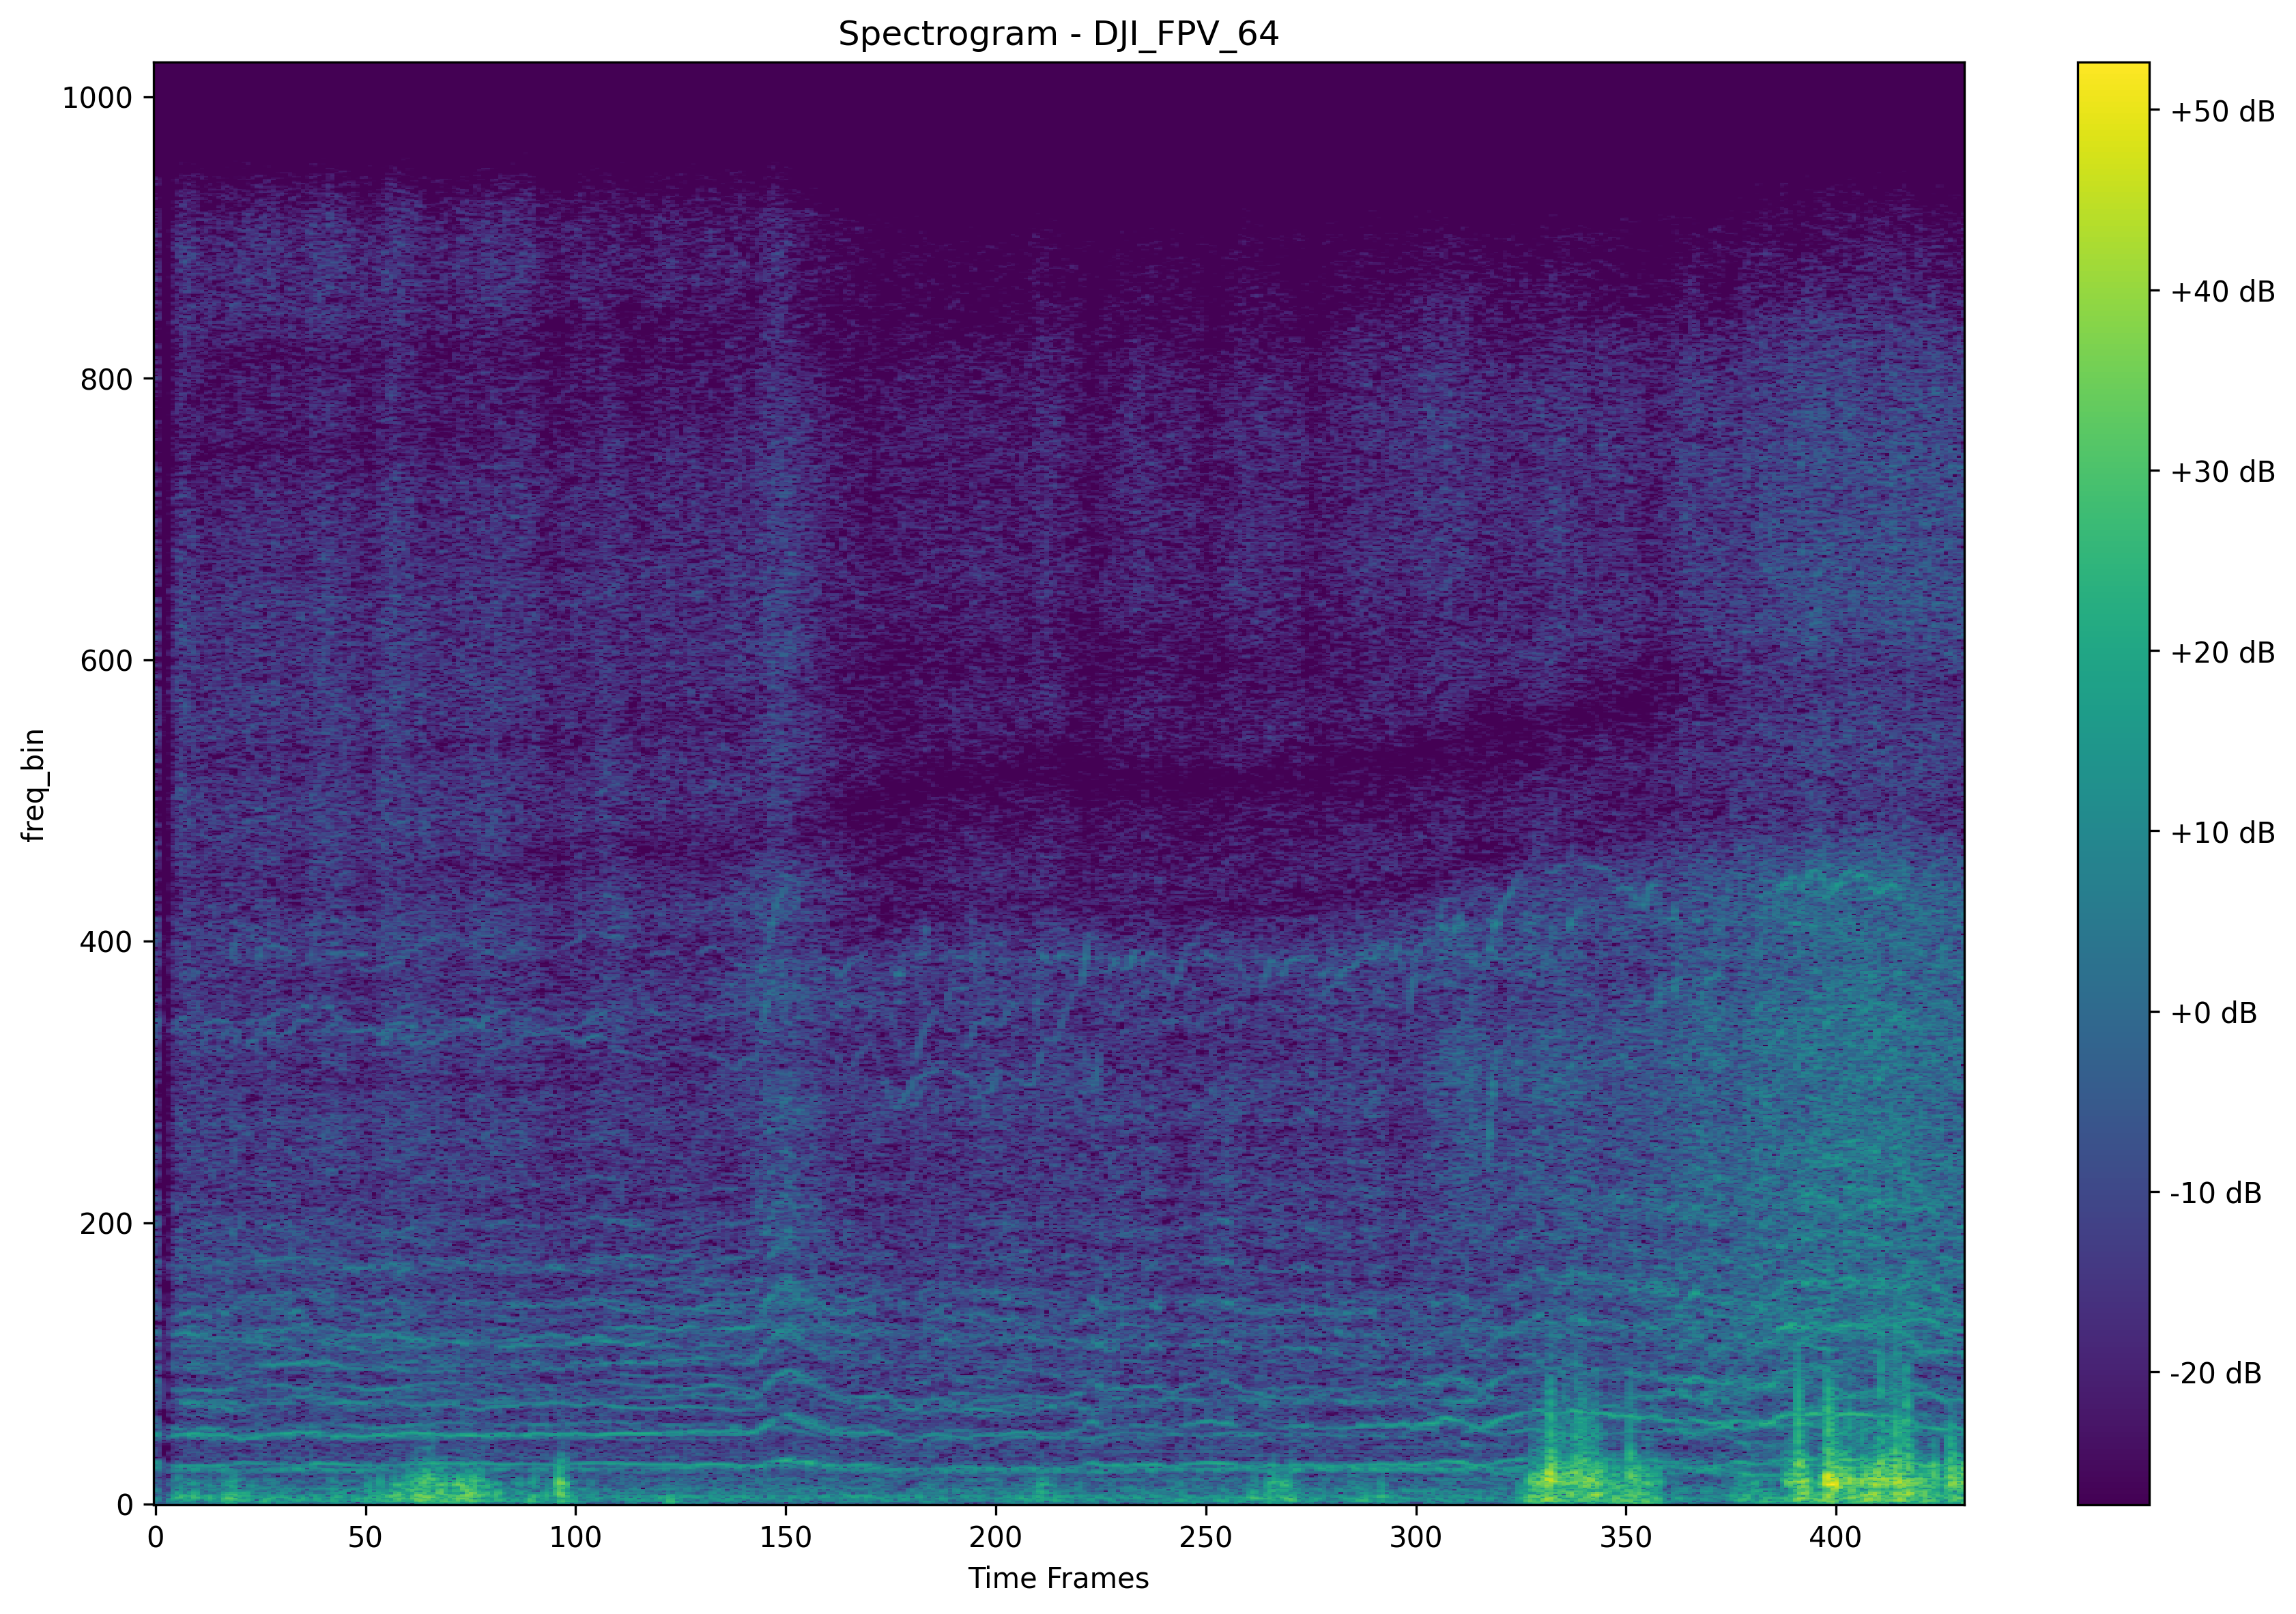 Spectrogram - DJI_FPV_64
1000
800
600
400
200
0
freq_bin
0 50 100 150 200 250 300 350 400
Time Frames
+50 dB
+40 dB
+30 dB
+20 dB
+10 dB
+0 dB
-10 dB
-20 dB